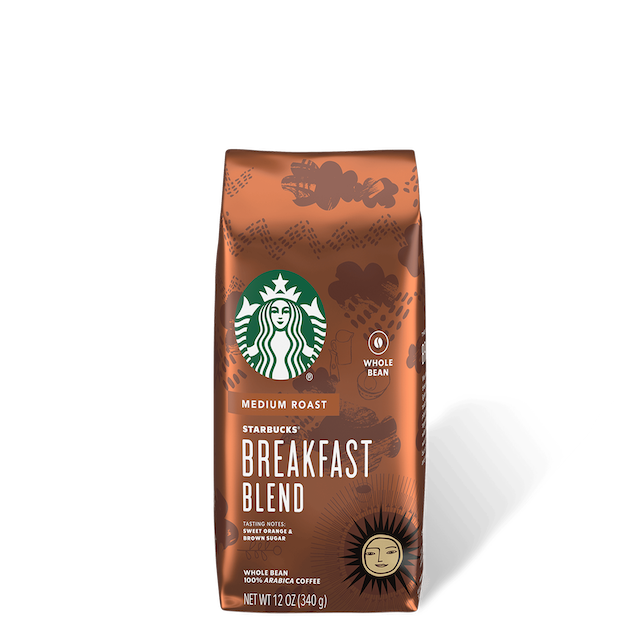 ®
WHOLE
BEAN
MEDIUM ROAST
STARBUCKS®
BREAKFAST
BLEND
TASTING NOTES:
SWEET ORANGE &
BROWN SUGAR
WHOLE BEAN
100% ARABICA COFFEE
NET WT 12 OZ (340 g)